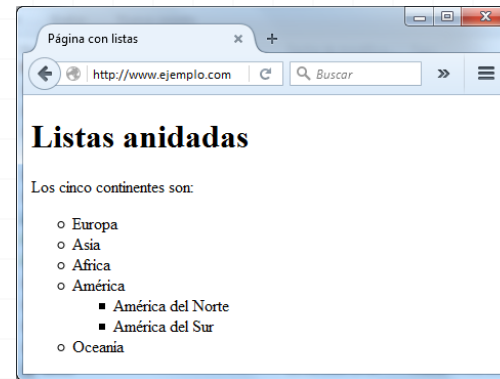 Página con listas
http://www.ejemplo.com
Buscar
Listas anidadas
Los cinco continentes son:
Europa
Asia
Africa
América
América del Norte
América del Sur
Oceania